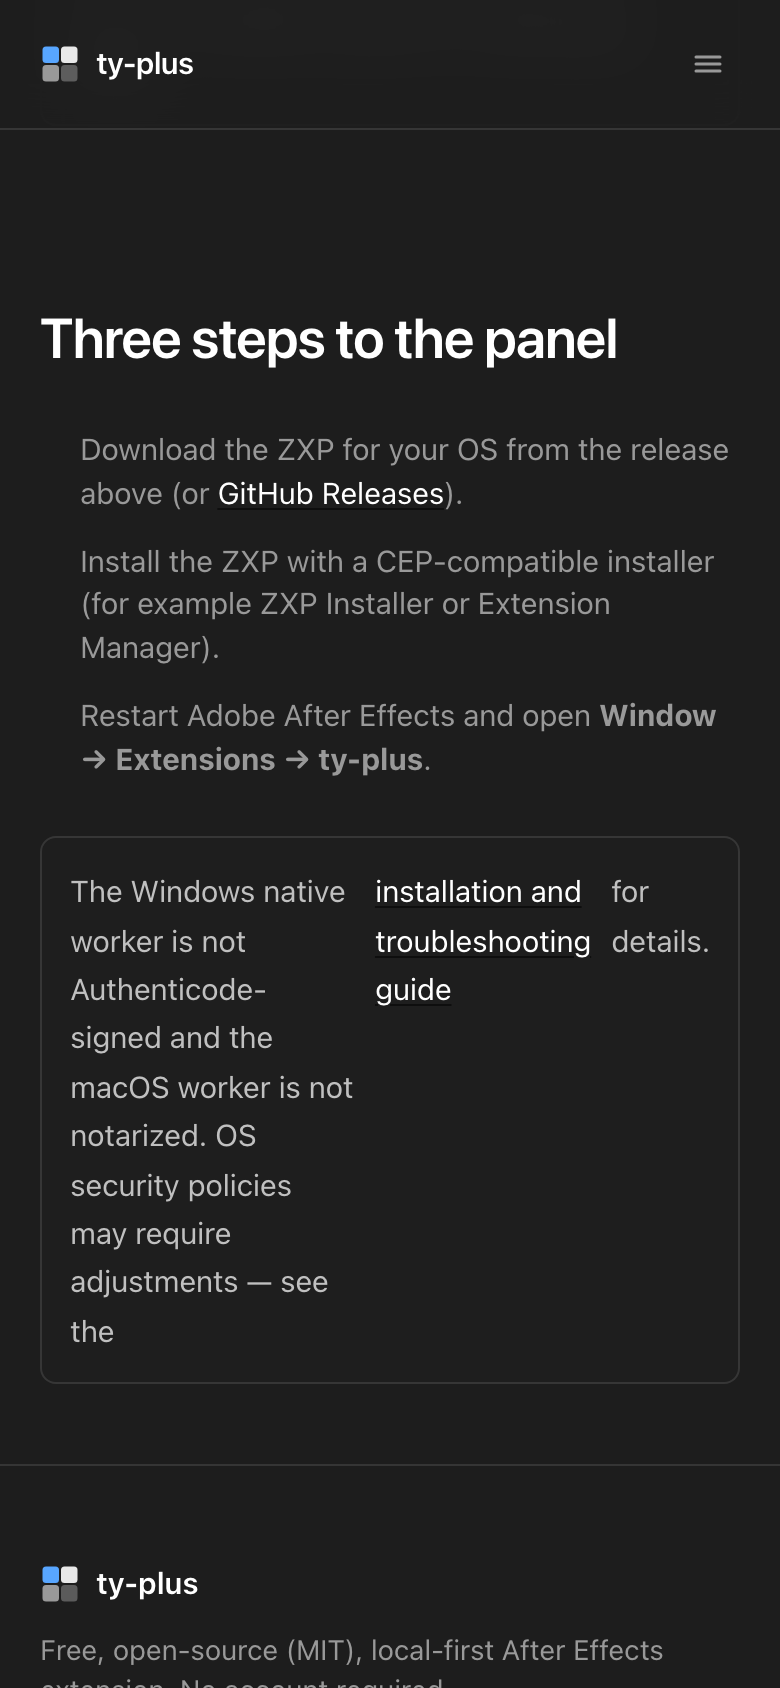 ty-plus
Three steps to the panel
Download the ZXP for your OS from the release
above (or GitHub Releases).
Install the ZXP with a CEP-compatible installer
(for example ZXP Installer or Extension
Manager).
Restart Adobe After Effects and open Window
→ Extensions → ty-plus.
The Windows native
worker is not
Authenticode-
signed and the
macOS worker is not
notarized. OS
security policies
may require
adjustments — see
the
installation and
troubleshooting
guide
for
details.
ty-plus
Free, open-source (MIT), local-first After Effects
extension. No account required